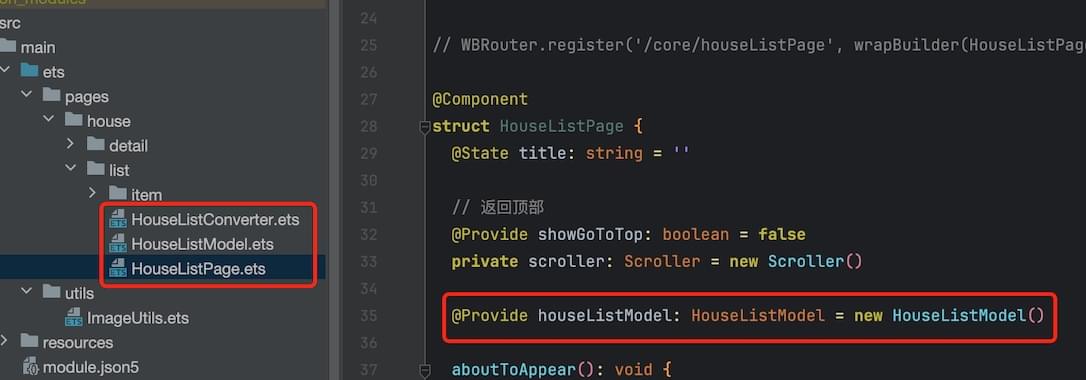 on_modules
src
main
ets
pages
house
detail
list
item
HouseListConverter.ets
HouseListModel.ets
HouseListPage.ets
utils
ImageUtils.ets
resources
module.json5
24
25 // WBRouter.register('/core/houseListPage', wrapBuilder(HouseListPag
26
27 @Component
28 struct HouseListPage {
29 @State title: string = ''
30
31 // 返回顶部
32 @Provide showGoToTop: boolean = false
33 private scroller: Scroller = new Scroller()
34
35 @Provide houseListModel: HouseListModel = new HouseListModel()
36
37 aboutToAppear(): void {